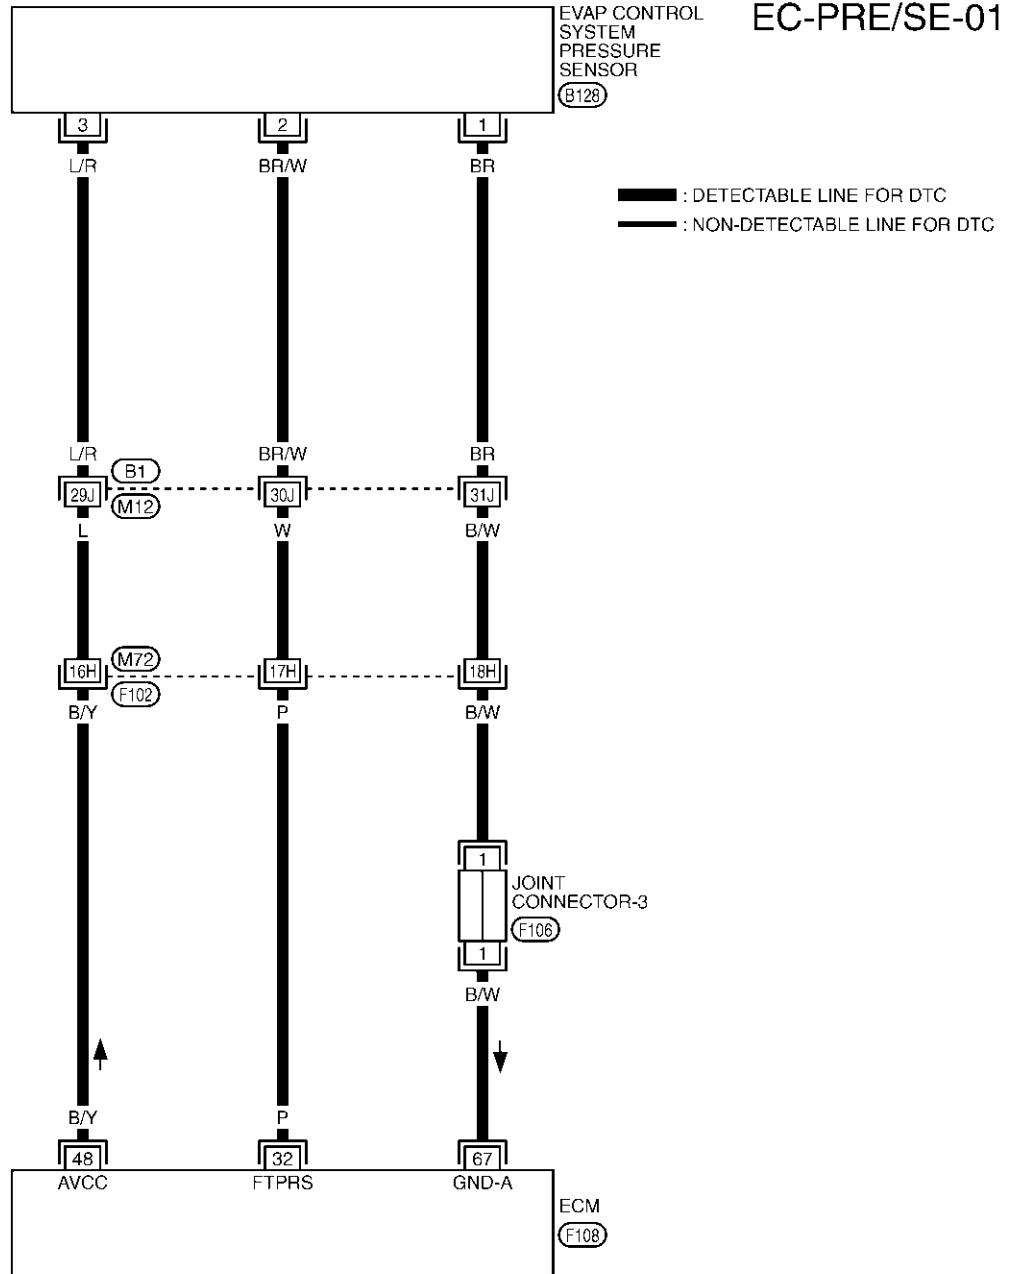 EVAP CONTROL
SYSTEM
PRESSURE
SENSOR
B128
EC-PRE/SE-01
3 2 1
L/R BR/W BR
: DETECTABLE LINE FOR DTC
: NON-DETECTABLE LINE FOR DTC
L/R BR/W BR
B1
29J 30J 31J
M12
L W B/W
M72
16H 17H 18H
F102
B/Y P B/W
1
JOINT
CONNECTOR-3
F106
1
B/W
B/Y P
48 32 67
AVCC FTPRS GND-A
ECM
F108